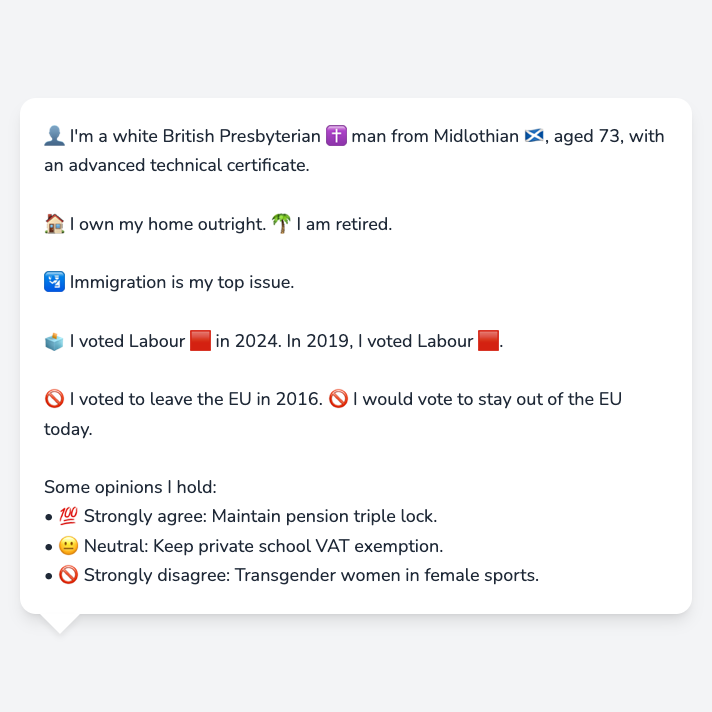 👤 I'm a white British Presbyterian ✝️ man from Midlothian 🏴󠁧󠁢󠁳󠁣󠁴󠁿, aged 73, with
an advanced technical certificate.
🏠 I own my home outright. 🌴 I am retired.
🛂 Immigration is my top issue.
🗳️ I voted Labour 🟥 in 2024. In 2019, I voted Labour 🟥.
🚫 I voted to leave the EU in 2016. 🚫 I would vote to stay out of the EU
today.
Some opinions I hold:
• 💯 Strongly agree: Maintain pension triple lock.
• 😐 Neutral: Keep private school VAT exemption.
• 🚫 Strongly disagree: Transgender women in female sports.